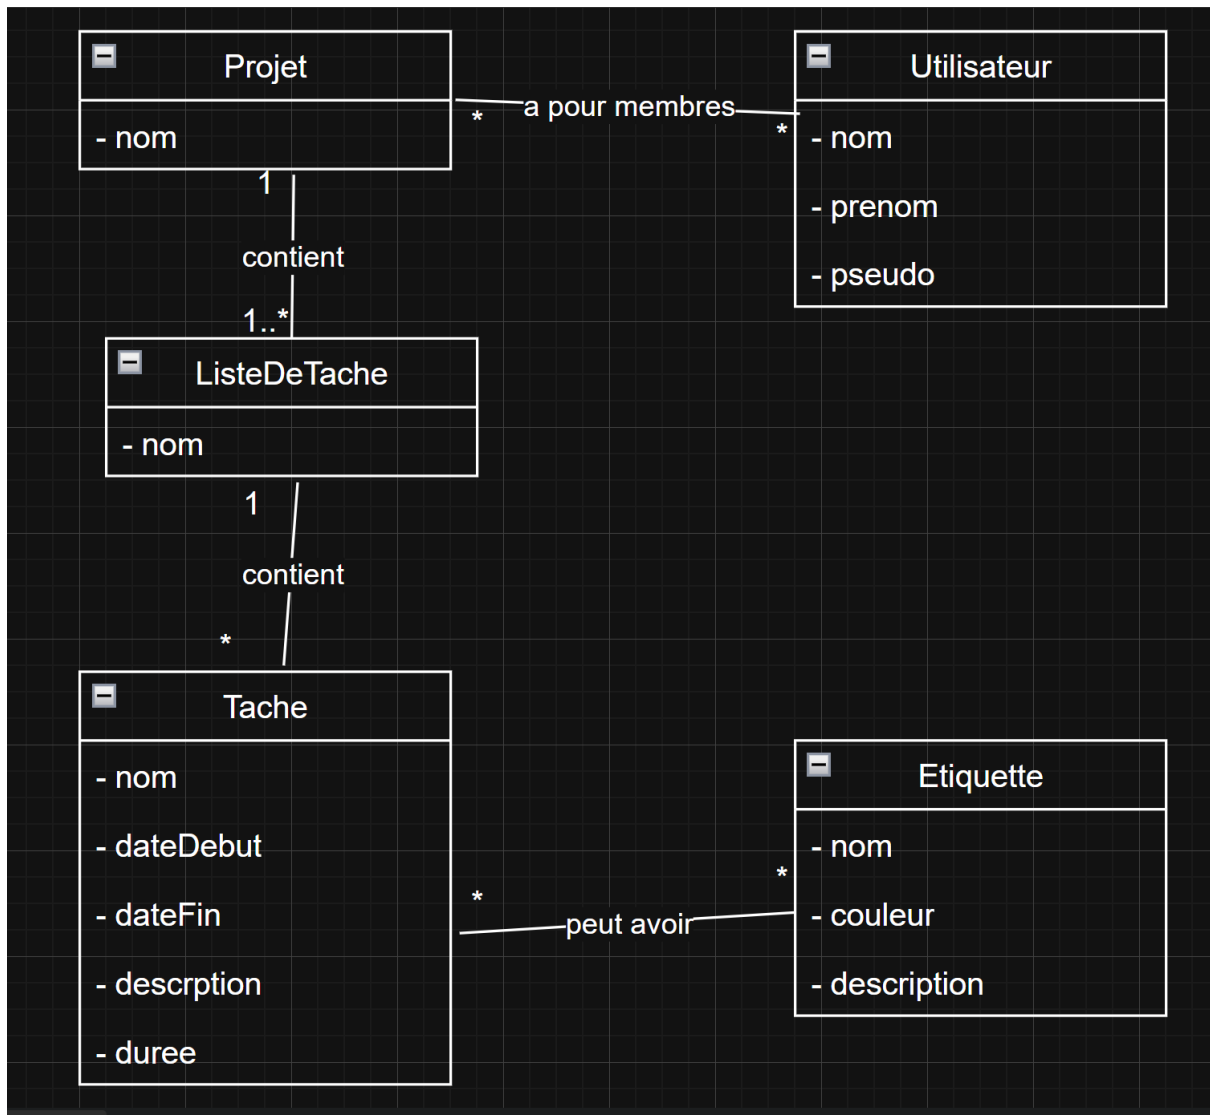 Projet
- nom
Utilisateur
- nom
- prenom
- pseudo
* a pour membres *
1
contient
1..*
ListeDeTache
- nom
1
contient
*
Tache
- nom
- dateDebut
- dateFin
- descrption
- duree
* peut avoir *
Etiquette
- nom
- couleur
- description